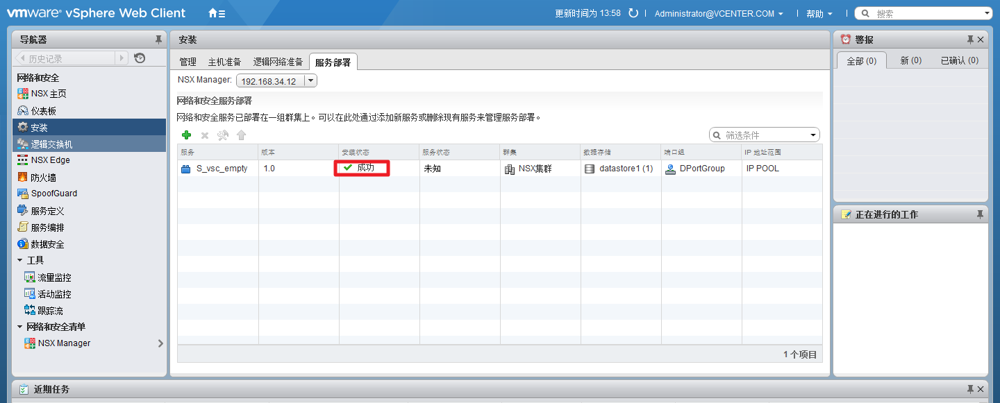 vmware® vSphere Web Client
更新时间为 13:58
Administrator@VCENTER.COM
帮助
搜索
导航器
历史记录
网络和安全
NSX 主页
仪表板
安装
逻辑交换机
NSX Edge
防火墙
SpoofGuard
服务定义
服务编排
数据安全
工具
流量监控
活动监控
跟踪流
网络和安全清单
NSX Manager
安装
管理 主机准备 逻辑网络准备 服务部署
NSX Manager: 192.168.34.12
网络和安全服务部署
网络和安全服务已部署在一组群集上。可以在此处通过添加新服务或删除现有服务来管理服务部署。
筛选条件
服务 版本 安装状态 服务状态 群集 数据存储 端口组 IP 地址范围
S_vsc_empty 1.0 成功 未知 NSX集群 datastore1 (1) DPortGroup IP POOL
1 个项目
警报
全部 (0) 新 (0) 已确认 (0)
正在进行的工作
近期任务